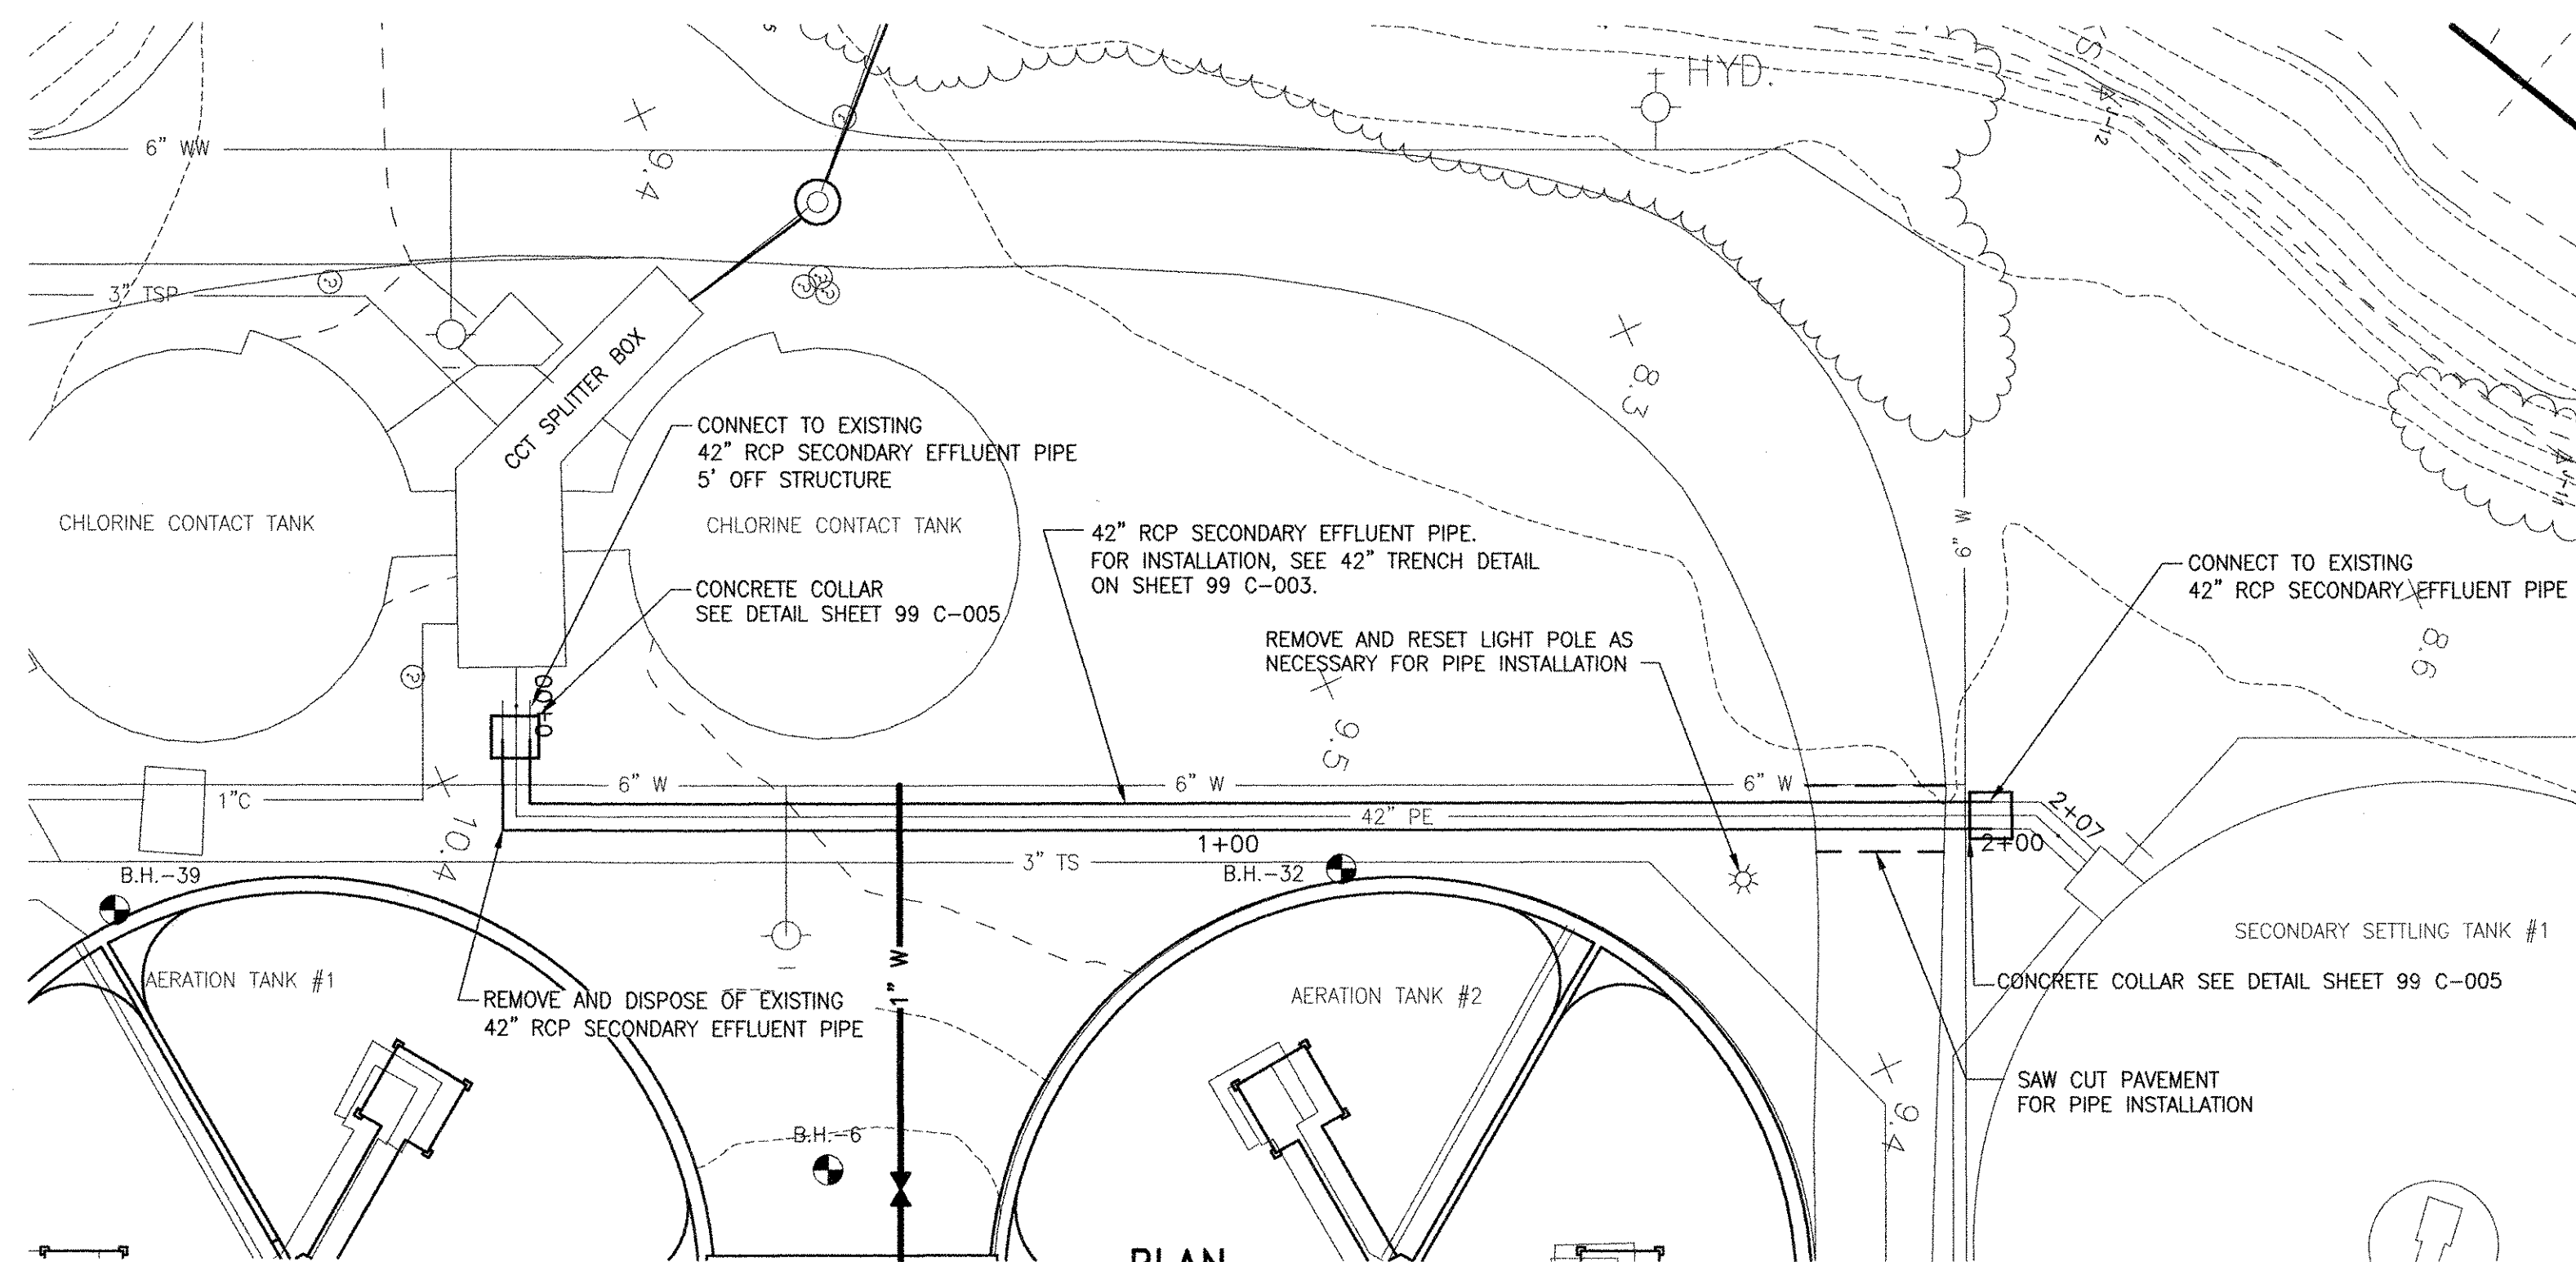 HYD.
S
J-12
6" WW
9.4
3" TSP
CCT SPLITTER BOX
8.3
CONNECT TO EXISTING
42" RCP SECONDARY EFFLUENT PIPE
5' OFF STRUCTURE
CHLORINE CONTACT TANK
CHLORINE CONTACT TANK
42" RCP SECONDARY EFFLUENT PIPE.
FOR INSTALLATION, SEE 42" TRENCH DETAIL
ON SHEET 99 C-003.
6" W
J-11
CONNECT TO EXISTING
42" RCP SECONDARY EFFLUENT PIPE
CONCRETE COLLAR
SEE DETAIL SHEET 99 C-005
REMOVE AND RESET LIGHT POLE AS
NECESSARY FOR PIPE INSTALLATION
8.6
0+00
9.5
1"C
6" W
6" W
6" W
42" PE
2+07
10.4
1+00
2+00
3" TS
B.H.-39
B.H.-32
SECONDARY SETTLING TANK #1
AERATION TANK #1
1" W
AERATION TANK #2
CONCRETE COLLAR SEE DETAIL SHEET 99 C-005
REMOVE AND DISPOSE OF EXISTING
42" RCP SECONDARY EFFLUENT PIPE
SAW CUT PAVEMENT
FOR PIPE INSTALLATION
9.4
B.H.-6
PLAN